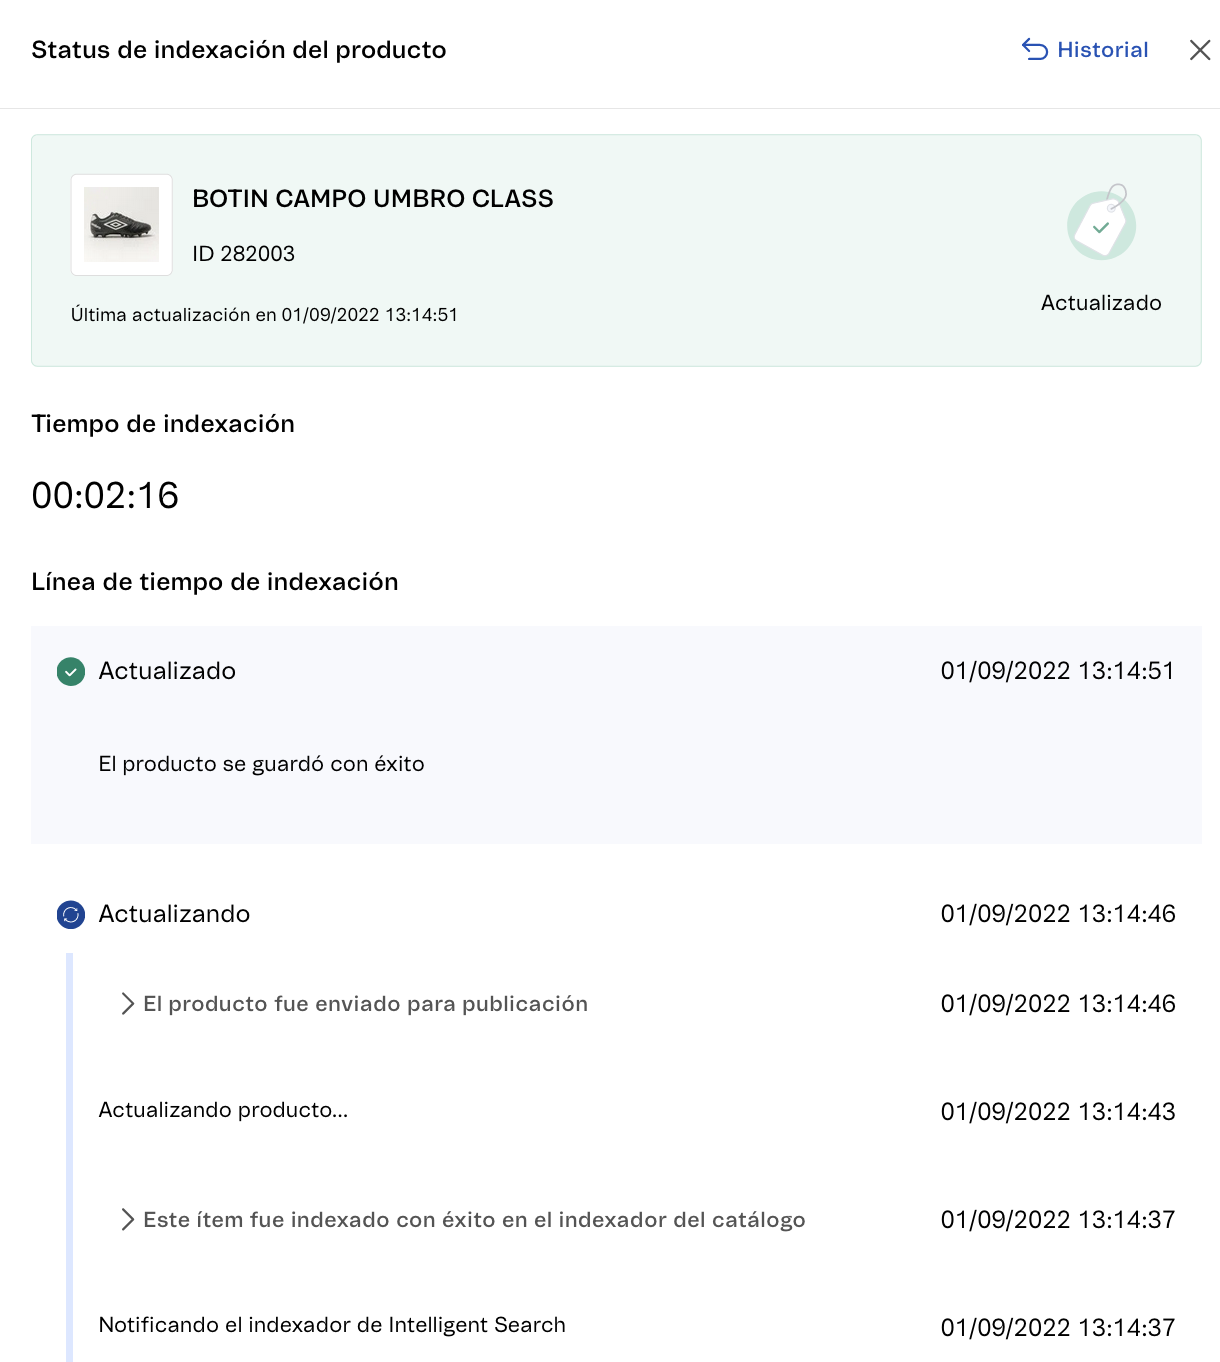 Status de indexación del producto
Historial
BOTIN CAMPO UMBRO CLASS
ID 282003
Última actualización en 01/09/2022 13:14:51
Actualizado
Tiempo de indexación
00:02:16
Línea de tiempo de indexación
Actualizado 01/09/2022 13:14:51
El producto se guardó con éxito
Actualizando 01/09/2022 13:14:46
El producto fue enviado para publicación 01/09/2022 13:14:46
Actualizando producto... 01/09/2022 13:14:43
Este ítem fue indexado con éxito en el indexador del catálogo 01/09/2022 13:14:37
Notificando el indexador de Intelligent Search 01/09/2022 13:14:37